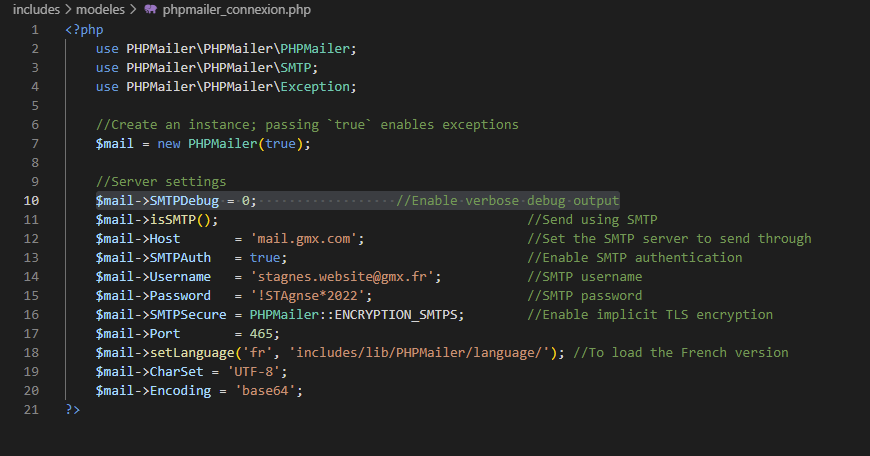 includes > modeles > phpmailer_connexion.php
1 <?php
2 use PHPMailer\PHPMailer\PHPMailer;
3 use PHPMailer\PHPMailer\SMTP;
4 use PHPMailer\PHPMailer\Exception;
5
6 //Create an instance; passing `true` enables exceptions
7 $mail = new PHPMailer(true);
8
9 //Server settings
10 $mail->SMTPDebug = 0; //Enable verbose debug output
11 $mail->isSMTP(); //Send using SMTP
12 $mail->Host = 'mail.gmx.com'; //Set the SMTP server to send through
13 $mail->SMTPAuth = true; //Enable SMTP authentication
14 $mail->Username = 'stagnes.website@gmx.fr'; //SMTP username
15 $mail->Password = '!STAgnse*2022'; //SMTP password
16 $mail->SMTPSecure = PHPMailer::ENCRYPTION_SMTPS; //Enable implicit TLS encryption
17 $mail->Port = 465;
18 $mail->setLanguage('fr', 'includes/lib/PHPMailer/language/'); //To load the French version
19 $mail->CharSet = 'UTF-8';
20 $mail->Encoding = 'base64';
21 ?>